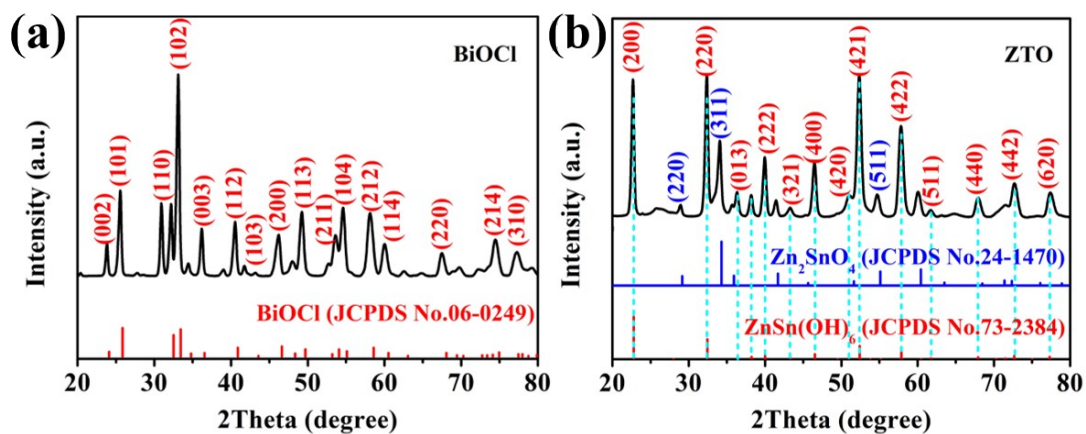 (a)
BiOCl
Intensity (a.u.)
(002)
(101)
(110)
(102)
(003)
(112)
(103)
(200)
(113)
(211)
(104)
(212)
(114)
(220)
(214)
(310)
BiOCl (JCPDS No.06-0249)
20 30 40 50 60 70 80
2Theta (degree)
(b)
ZTO
Intensity (a.u.)
(200)
(220)
(220)
(311)
(013)
(222)
(321)
(400)
(420)
(421)
(511)
(422)
(511)
(440)
(442)
(620)
Zn₂SnO₄ (JCPDS No.24-1470)
ZnSn(OH)₆ (JCPDS No.73-2384)
20 30 40 50 60 70 80
2Theta (degree)